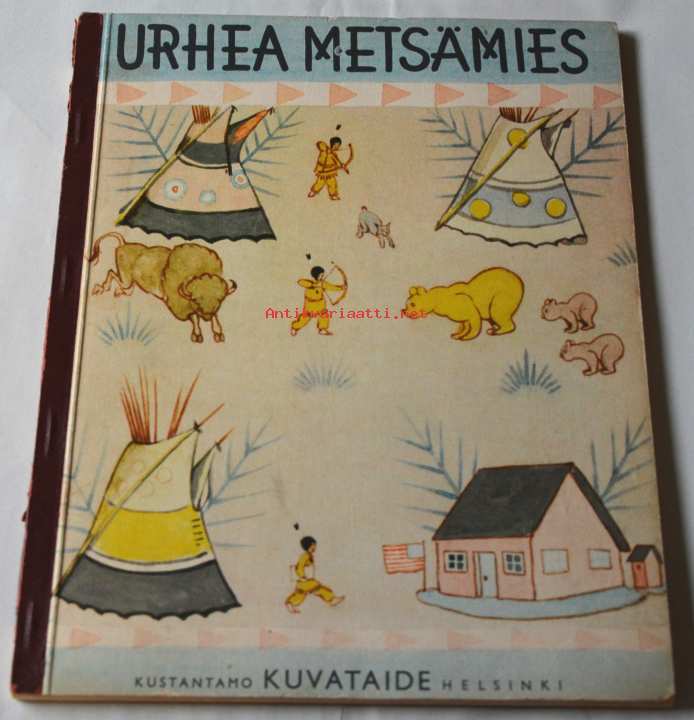 URHEA METSÄMIES
Antikvariaatti.net
KUSTANTAMO KUVATAIDE HELSINKI